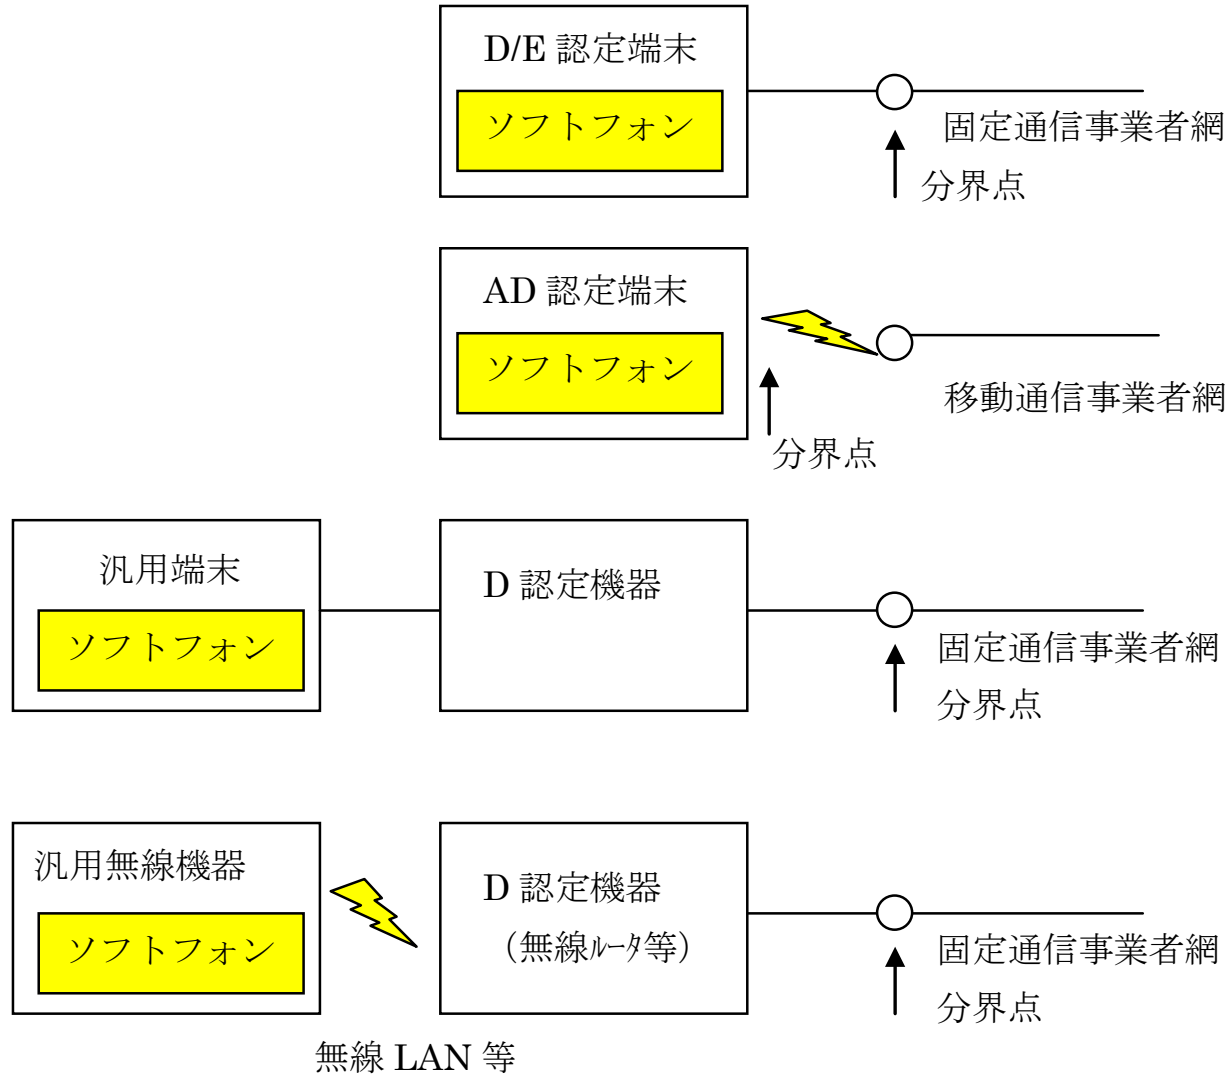 D/E 認定端末
ソフトフォン
固定通信事業者網
分界点
AD 認定端末
ソフトフォン
移動通信事業者網
分界点
汎用端末
ソフトフォン
D 認定機器
固定通信事業者網
分界点
汎用無線機器
ソフトフォン
D 認定機器
（無線ﾙｰﾀ等）
固定通信事業者網
分界点
無線 LAN 等